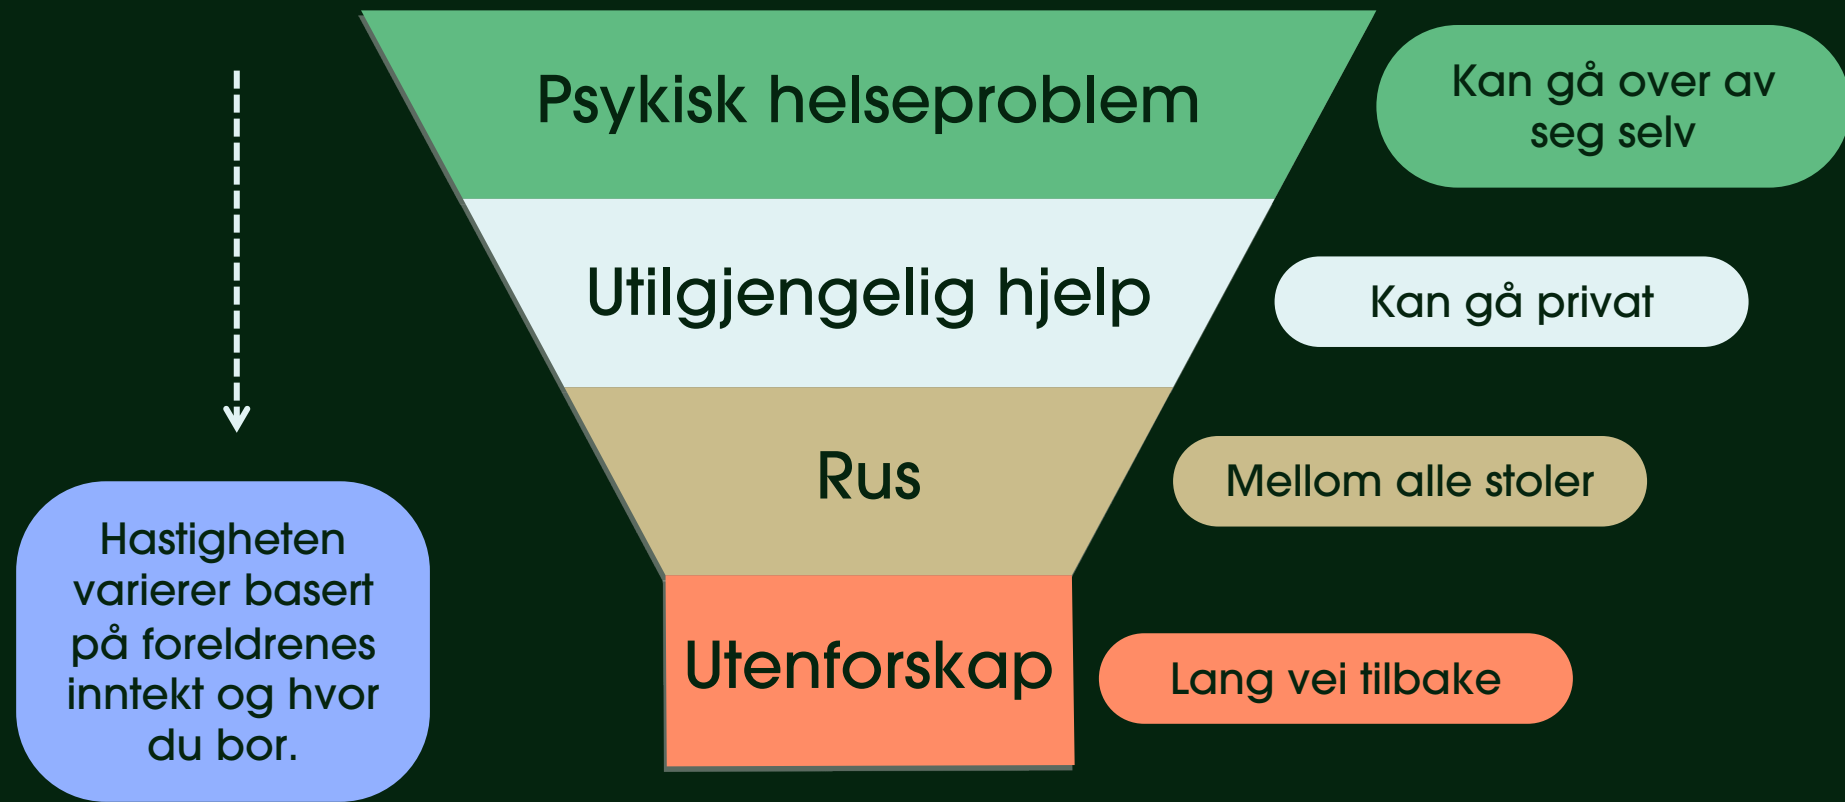 Psykisk helseproblem
Kan gå over av
seg selv
Utilgjengelig hjelp
Kan gå privat
Rus
Mellom alle stoler
Utenforskap
Lang vei tilbake
Hastigheten
varierer basert
på foreldrenes
inntekt og hvor
du bor.